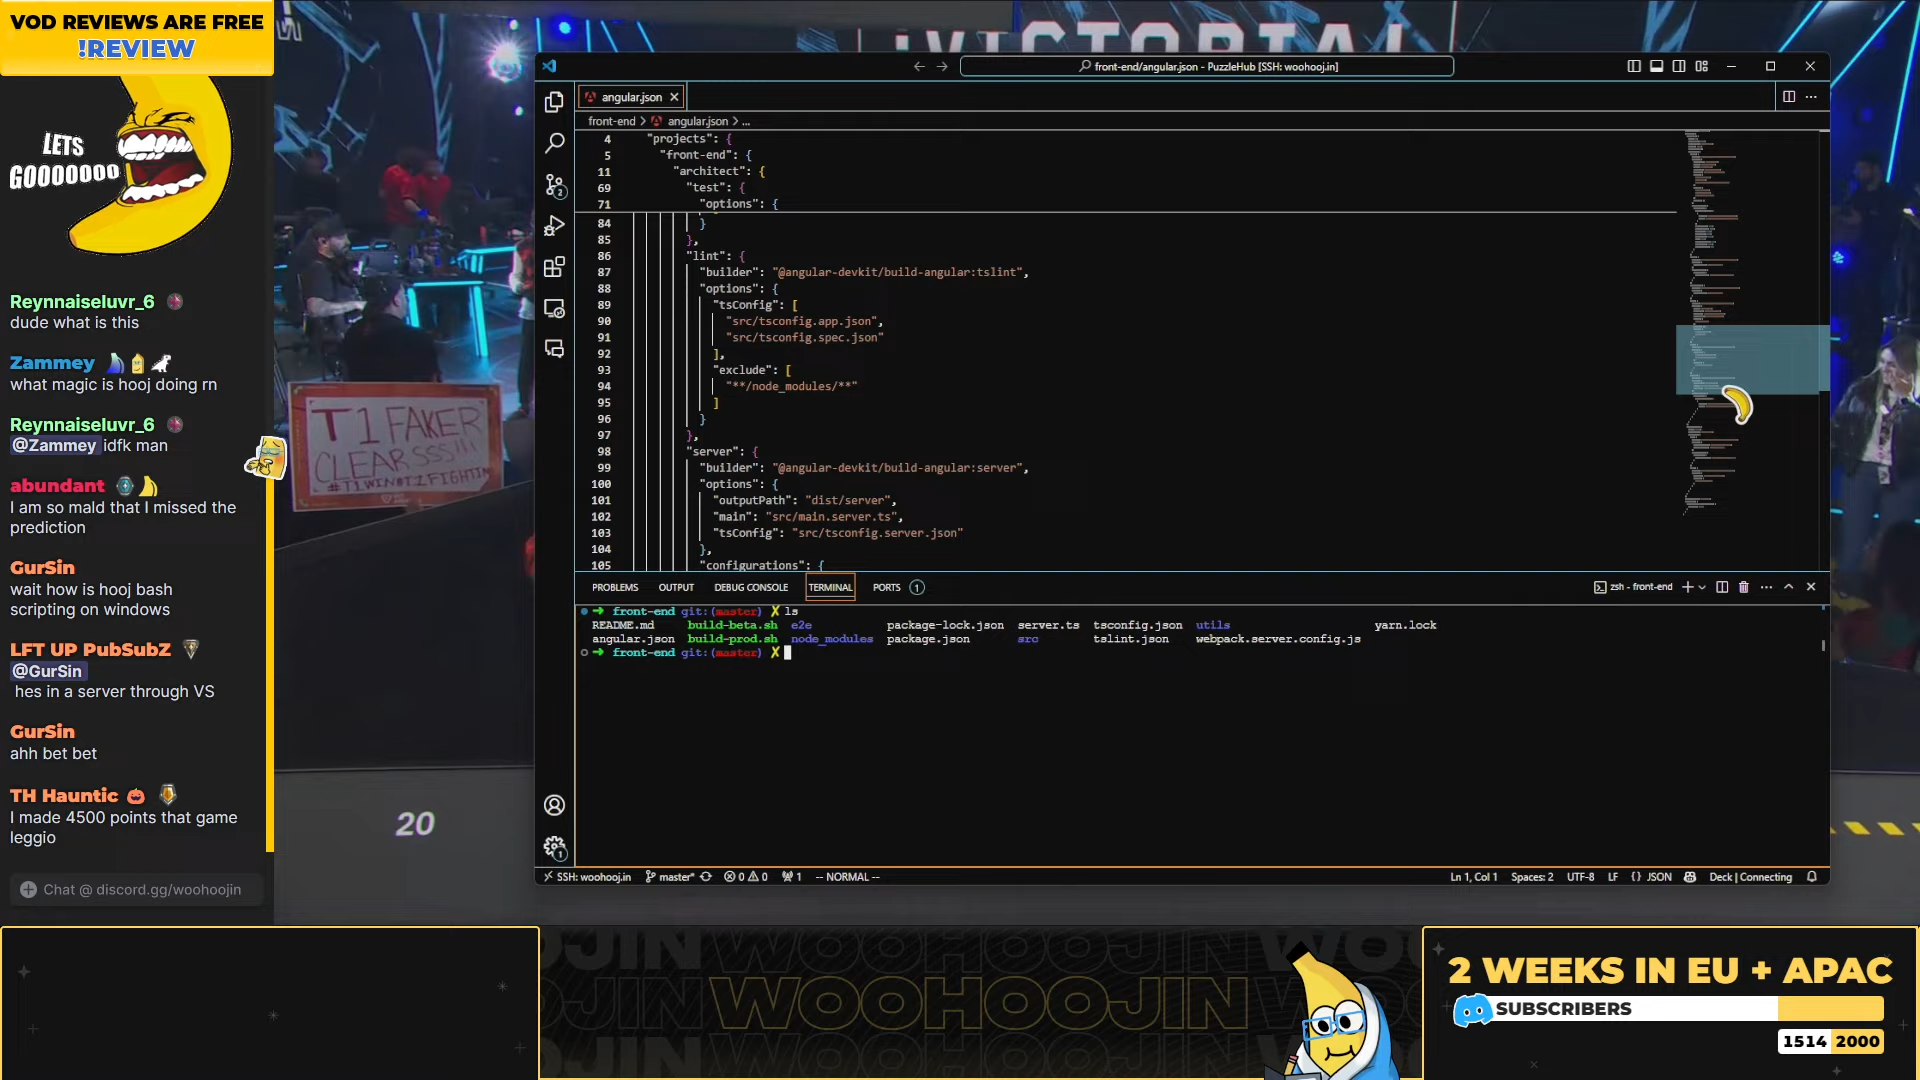 VOD REVIEWS ARE FREE
!REVIEW
LETS
GOOOOOOO
Reynnaiseluvr_6
dude what is this
Zammey
what magic is hooj doing rn
Reynnaiseluvr_6
@Zammey idfk man
abundant
I am so mald that I missed the
prediction
GurSin
wait how is hooj bash
scripting on windows
LFT UP PubSubZ
@GurSin
hes in a server through VS
GurSin
ahh bet bet
TH Hauntic
I made 4500 points that game
leggio
Chat @ discord.gg/woohoojin
T1 FAKER
CLEARSSS!!!
#T1WIN#T1FIGHTIN
20
front-end/angular.json - PuzzleHub [SSH: woohooj.in]
angular.json
front-end > angular.json > ...
4 "projects": {
5 "front-end": {
11 "architect": {
69 "test": {
71 "options": {
84 }
85 },
86 "lint": {
87 "builder": "@angular-devkit/build-angular:tslint",
88 "options": {
89 "tsConfig": [
90 "src/tsconfig.app.json",
91 "src/tsconfig.spec.json"
92 ],
93 "exclude": [
94 "**/node_modules/**"
95 ]
96 }
97 },
98 "server": {
99 "builder": "@angular-devkit/build-angular:server",
100 "options": {
101 "outputPath": "dist/server",
102 "main": "src/main.server.ts",
103 "tsConfig": "src/tsconfig.server.json"
104 },
105 "configurations": {
PROBLEMS OUTPUT DEBUG CONSOLE TERMINAL PORTS 1 zsh - front-end
→ front-end git:(master) ✗ ls
README.md build-beta.sh e2e package-lock.json server.ts tsconfig.json utils yarn.lock
angular.json build-prod.sh node_modules package.json src tslint.json webpack.server.config.js
→ front-end git:(master) ✗
SSH: woohooj.in master* 0 0 1 -- NORMAL -- Ln 1, Col 1 Spaces: 2 UTF-8 LF {} JSON Deck | Connecting
WOOHOOJIN
2 WEEKS IN EU + APAC
SUBSCRIBERS
1514 2000